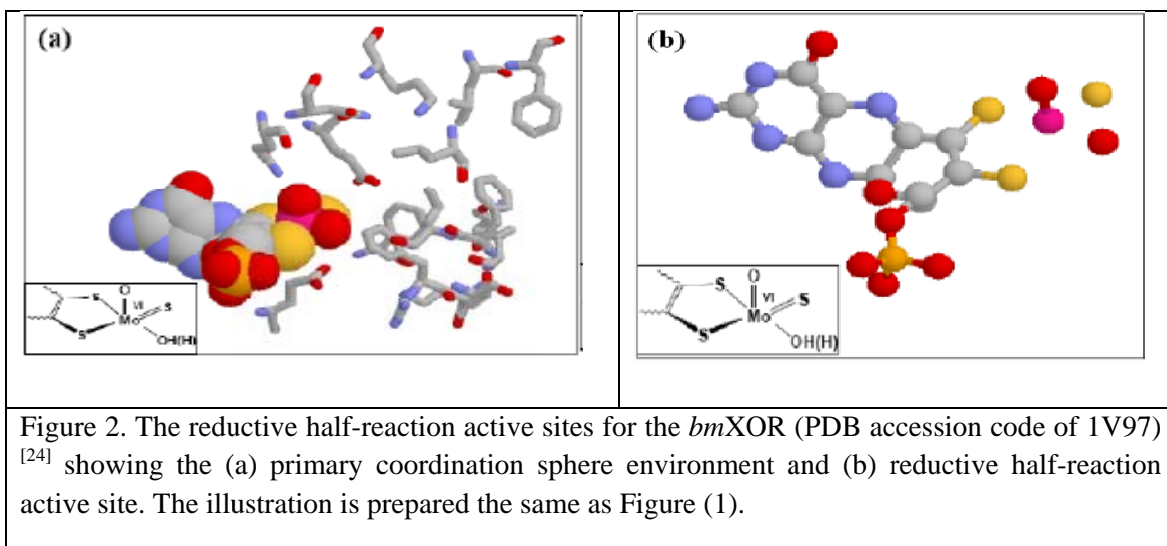 (a)
O
S
VI
S
Mo
S
OH(H)
(b)
O
S
VI
S
Mo
S
OH(H)
Figure 2. The reductive half-reaction active sites for the bmXOR (PDB accession code of 1V97)
[24] showing the (a) primary coordination sphere environment and (b) reductive half-reaction
active site. The illustration is prepared the same as Figure (1).